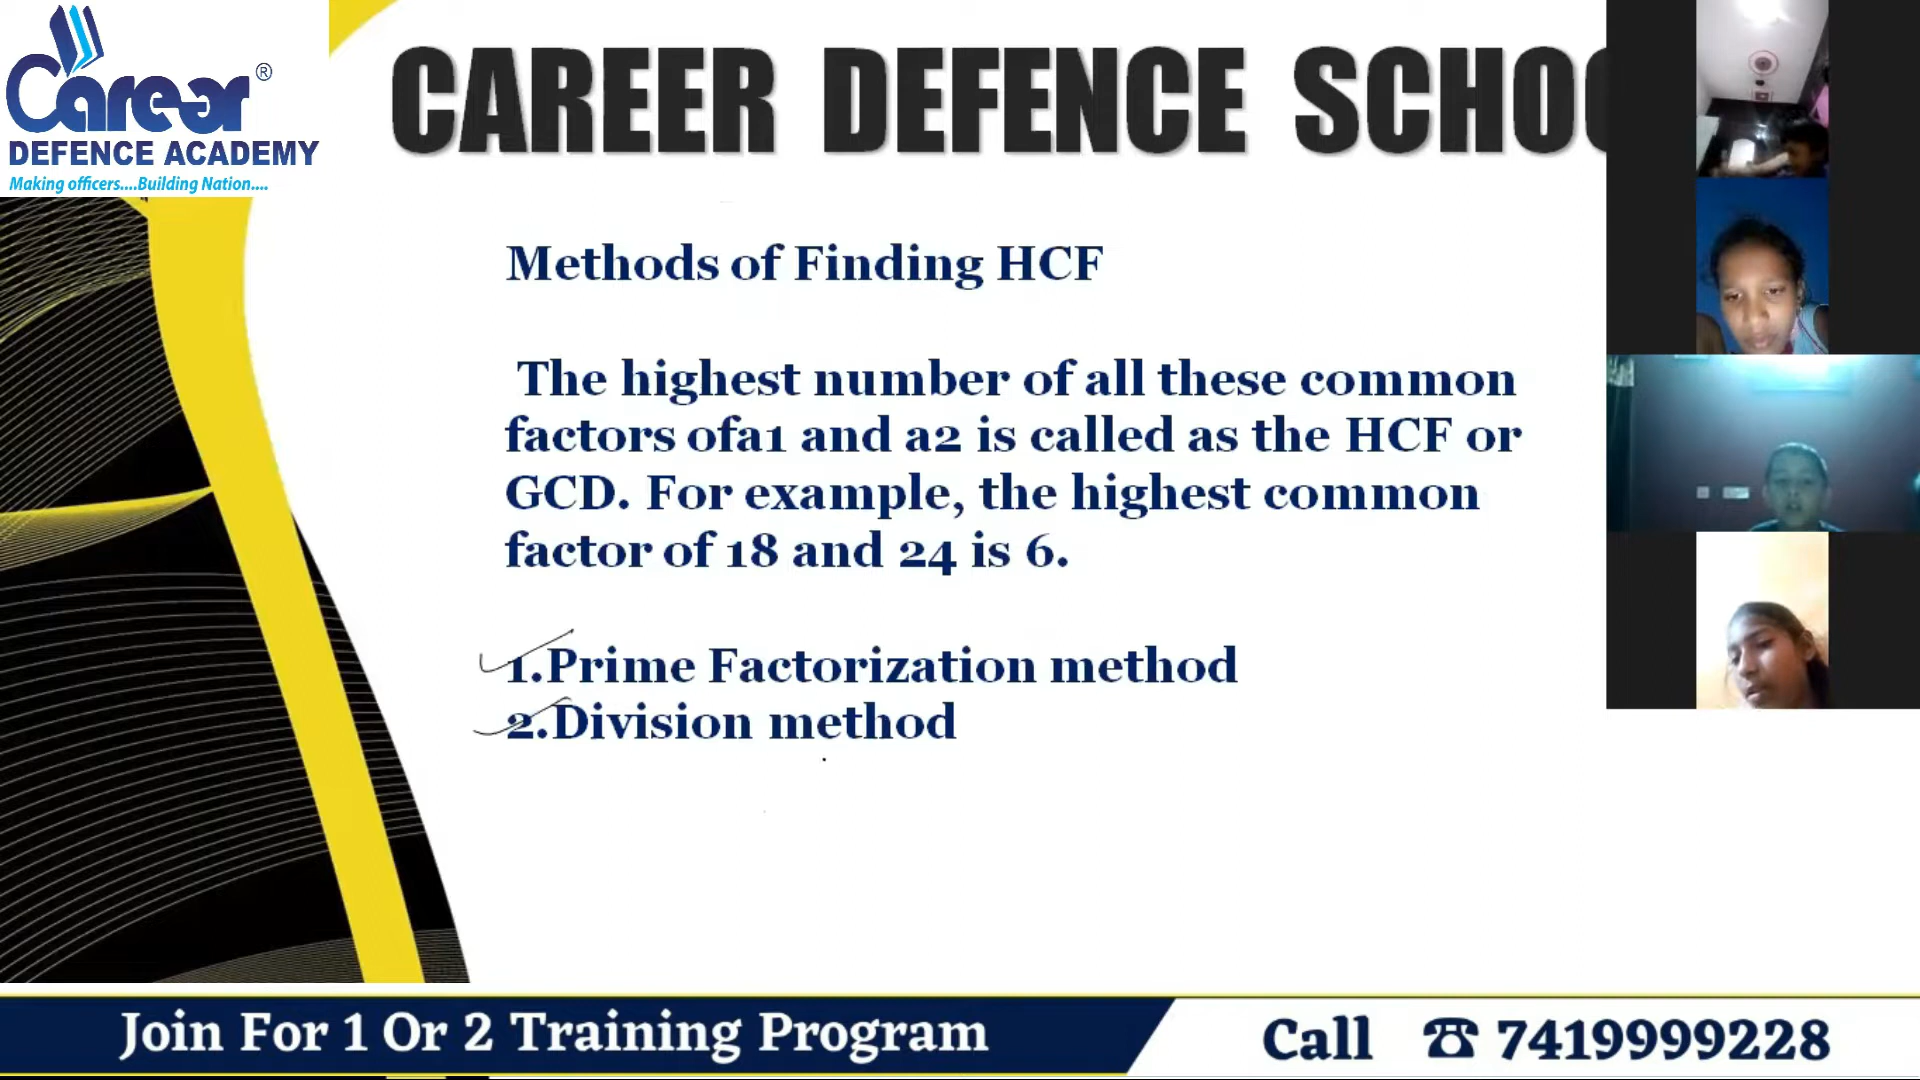 Career®
DEFENCE ACADEMY
Making officers....Building Nation....
CAREER DEFENCE SCHOO
Methods of Finding HCF
The highest number of all these common
factors ofa1 and a2 is called as the HCF or
GCD. For example, the highest common
factor of 18 and 24 is 6.
1.Prime Factorization method
2.Division method
Join For 1 Or 2 Training Program
Call ☎ 7419999228